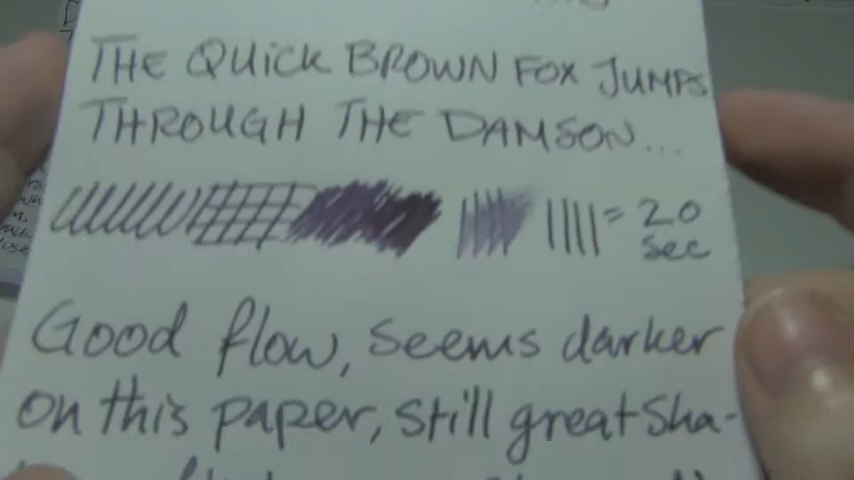 THE QUICK BROWN FOX JUMPS
THROUGH THE DAMSON...
= 20
sec
Good flow, seems darker
on this paper, still great sha-